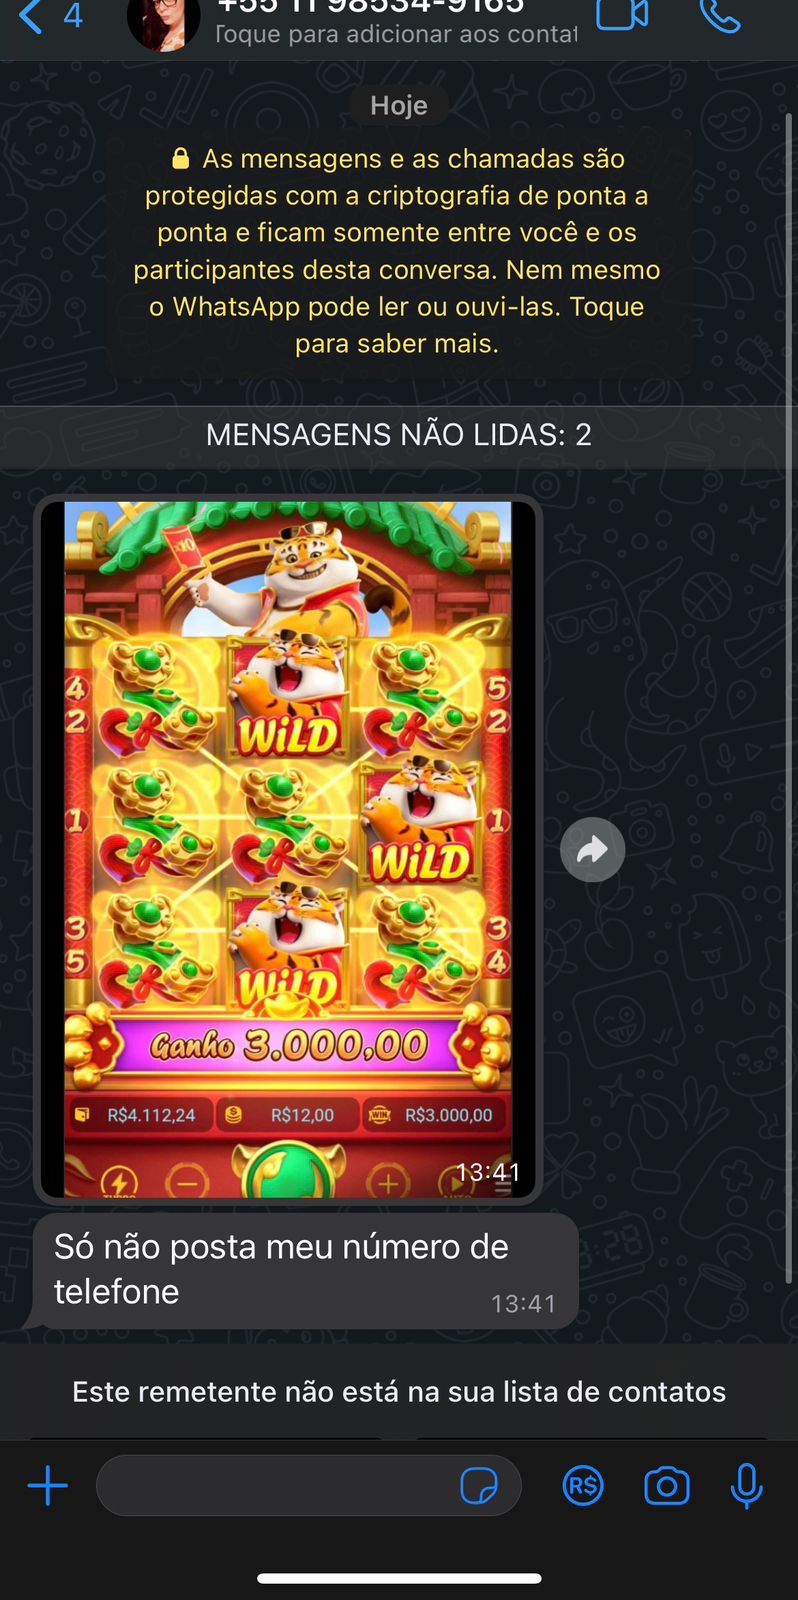 4
+55 11 98534-9165
Toque para adicionar aos contat
Hoje
As mensagens e as chamadas são
protegidas com a criptografia de ponta a
ponta e ficam somente entre você e os
participantes desta conversa. Nem mesmo
o WhatsApp pode ler ou ouvi-las. Toque
para saber mais.
MENSAGENS NÃO LIDAS: 2
x10
4
WILD
5
2
2
1
WILD
1
3
3
5
WILD
4
Ganho 3.000,00
R$4.112,24
R$12,00
WIN
R$3.000,00
TURBO
AUTO
13:41
Só não posta meu número de
telefone
13:41
Este remetente não está na sua lista de contatos
R$